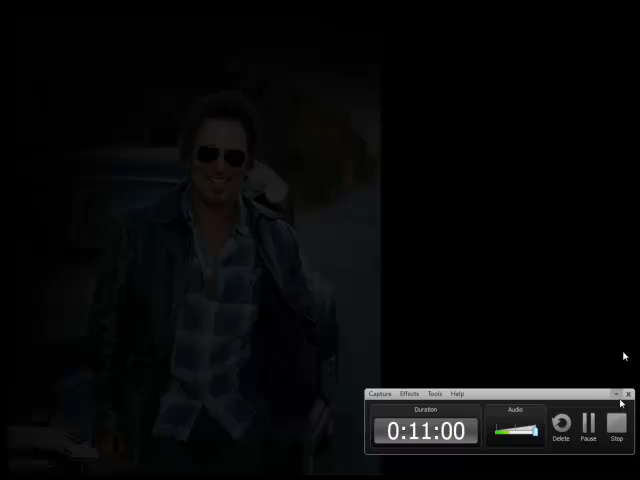 Capture Effects Tools Help
Duration
Audio
0:11:00
Delete Pause Stop